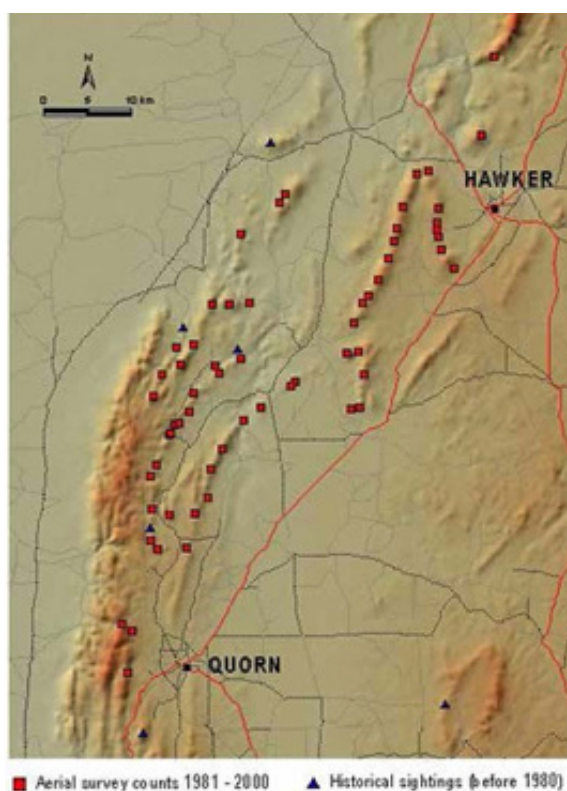 N
0 5 10 km
HAWKER
QUORN
Aerial survey counts 1981 - 2000 Historical sightings (before 1980)